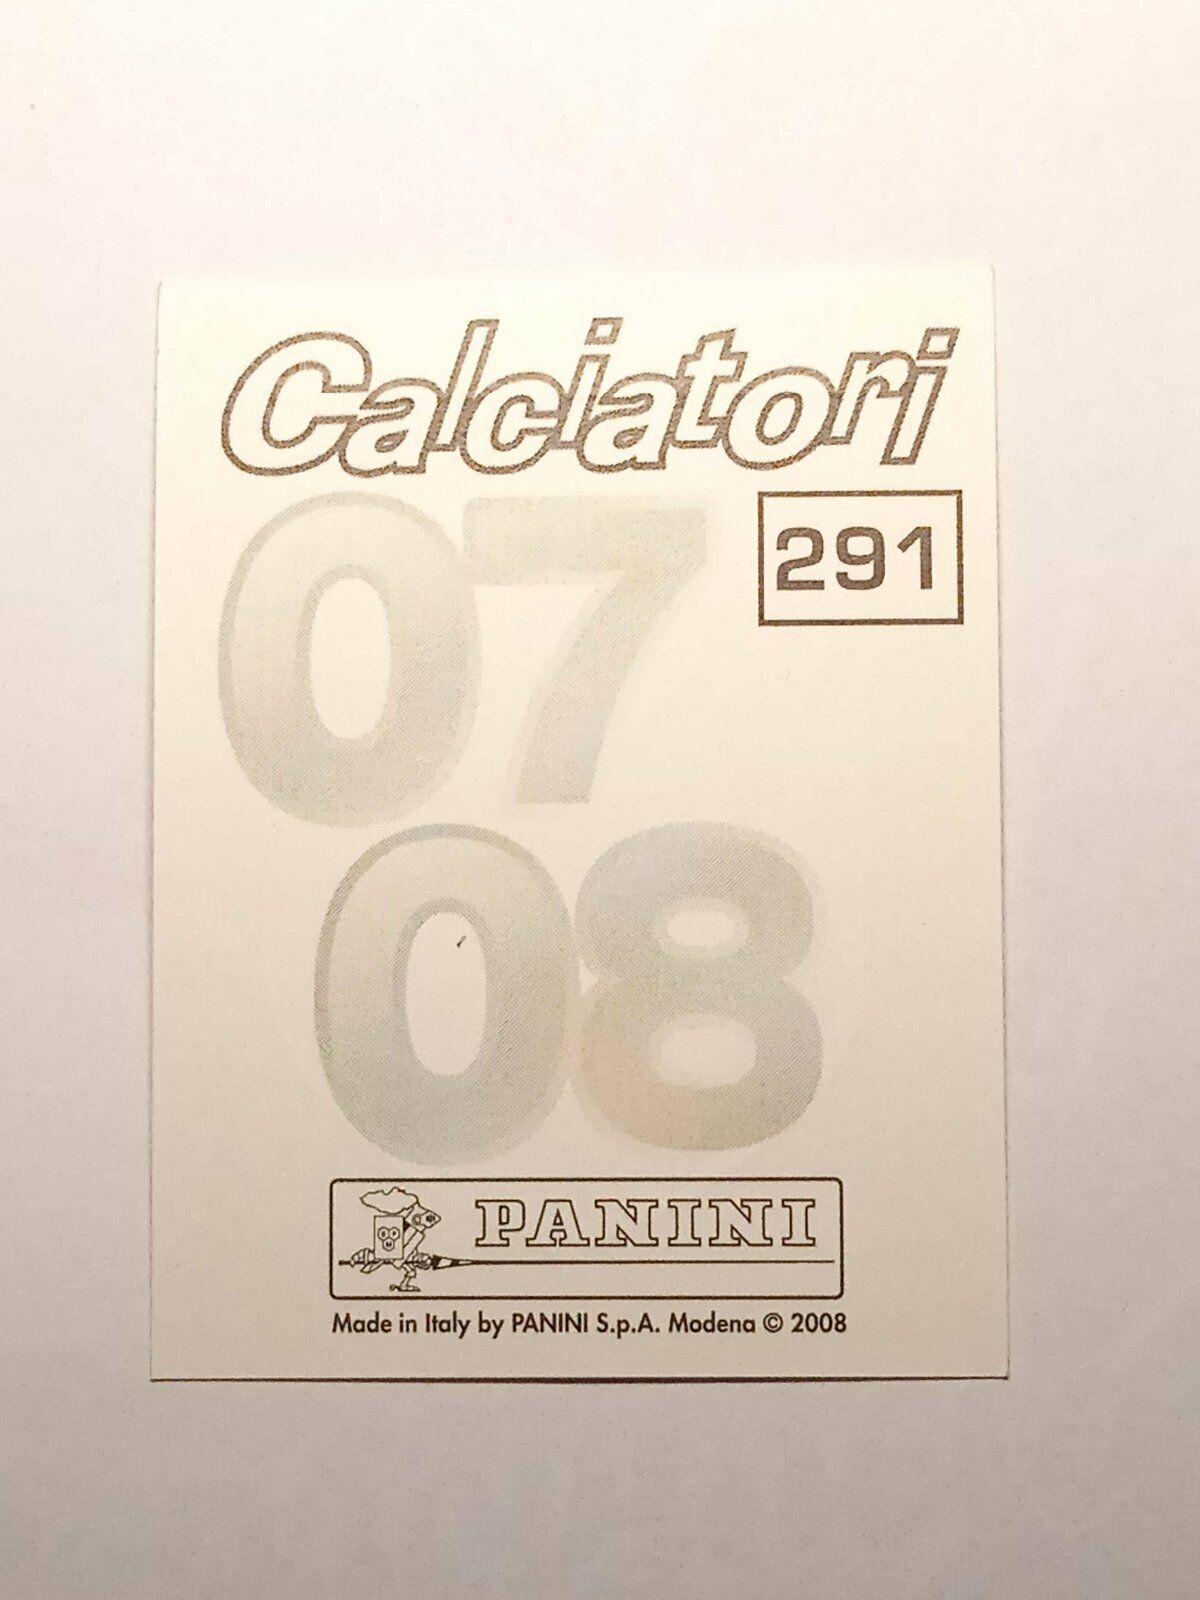 Calciatori
07
291
08
PANINI
Made in Italy by PANINI S.p.A. Modena © 2008